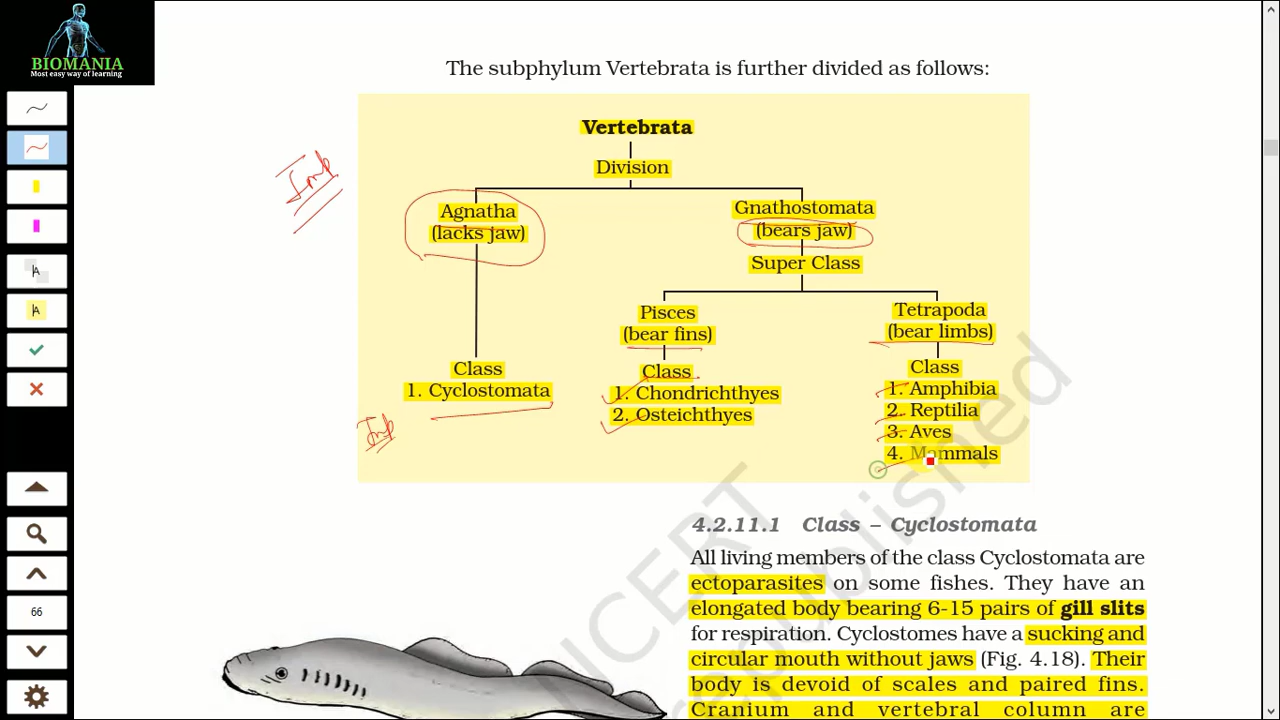 BIOMANIA
Most easy way of learning
The subphylum Vertebrata is further divided as follows:
Vertebrata
Division
Agnatha
(lacks jaw)
Gnathostomata
(bears jaw)
Super Class
Pisces
(bear fins)
Tetrapoda
(bear limbs)
Class
1. Cyclostomata
Class
1. Chondrichthyes
2. Osteichthyes
Class
1. Amphibia
2. Reptilia
3. Aves
4. Mammals
Imp
Imp
4.2.11.1 Class – Cyclostomata
All living members of the class Cyclostomata are
ectoparasites on some fishes. They have an
elongated body bearing 6-15 pairs of gill slits
for respiration. Cyclostomes have a sucking and
circular mouth without jaws (Fig. 4.18). Their
body is devoid of scales and paired fins.
Cranium and vertebral column are
A
A
66
NCERT
republished